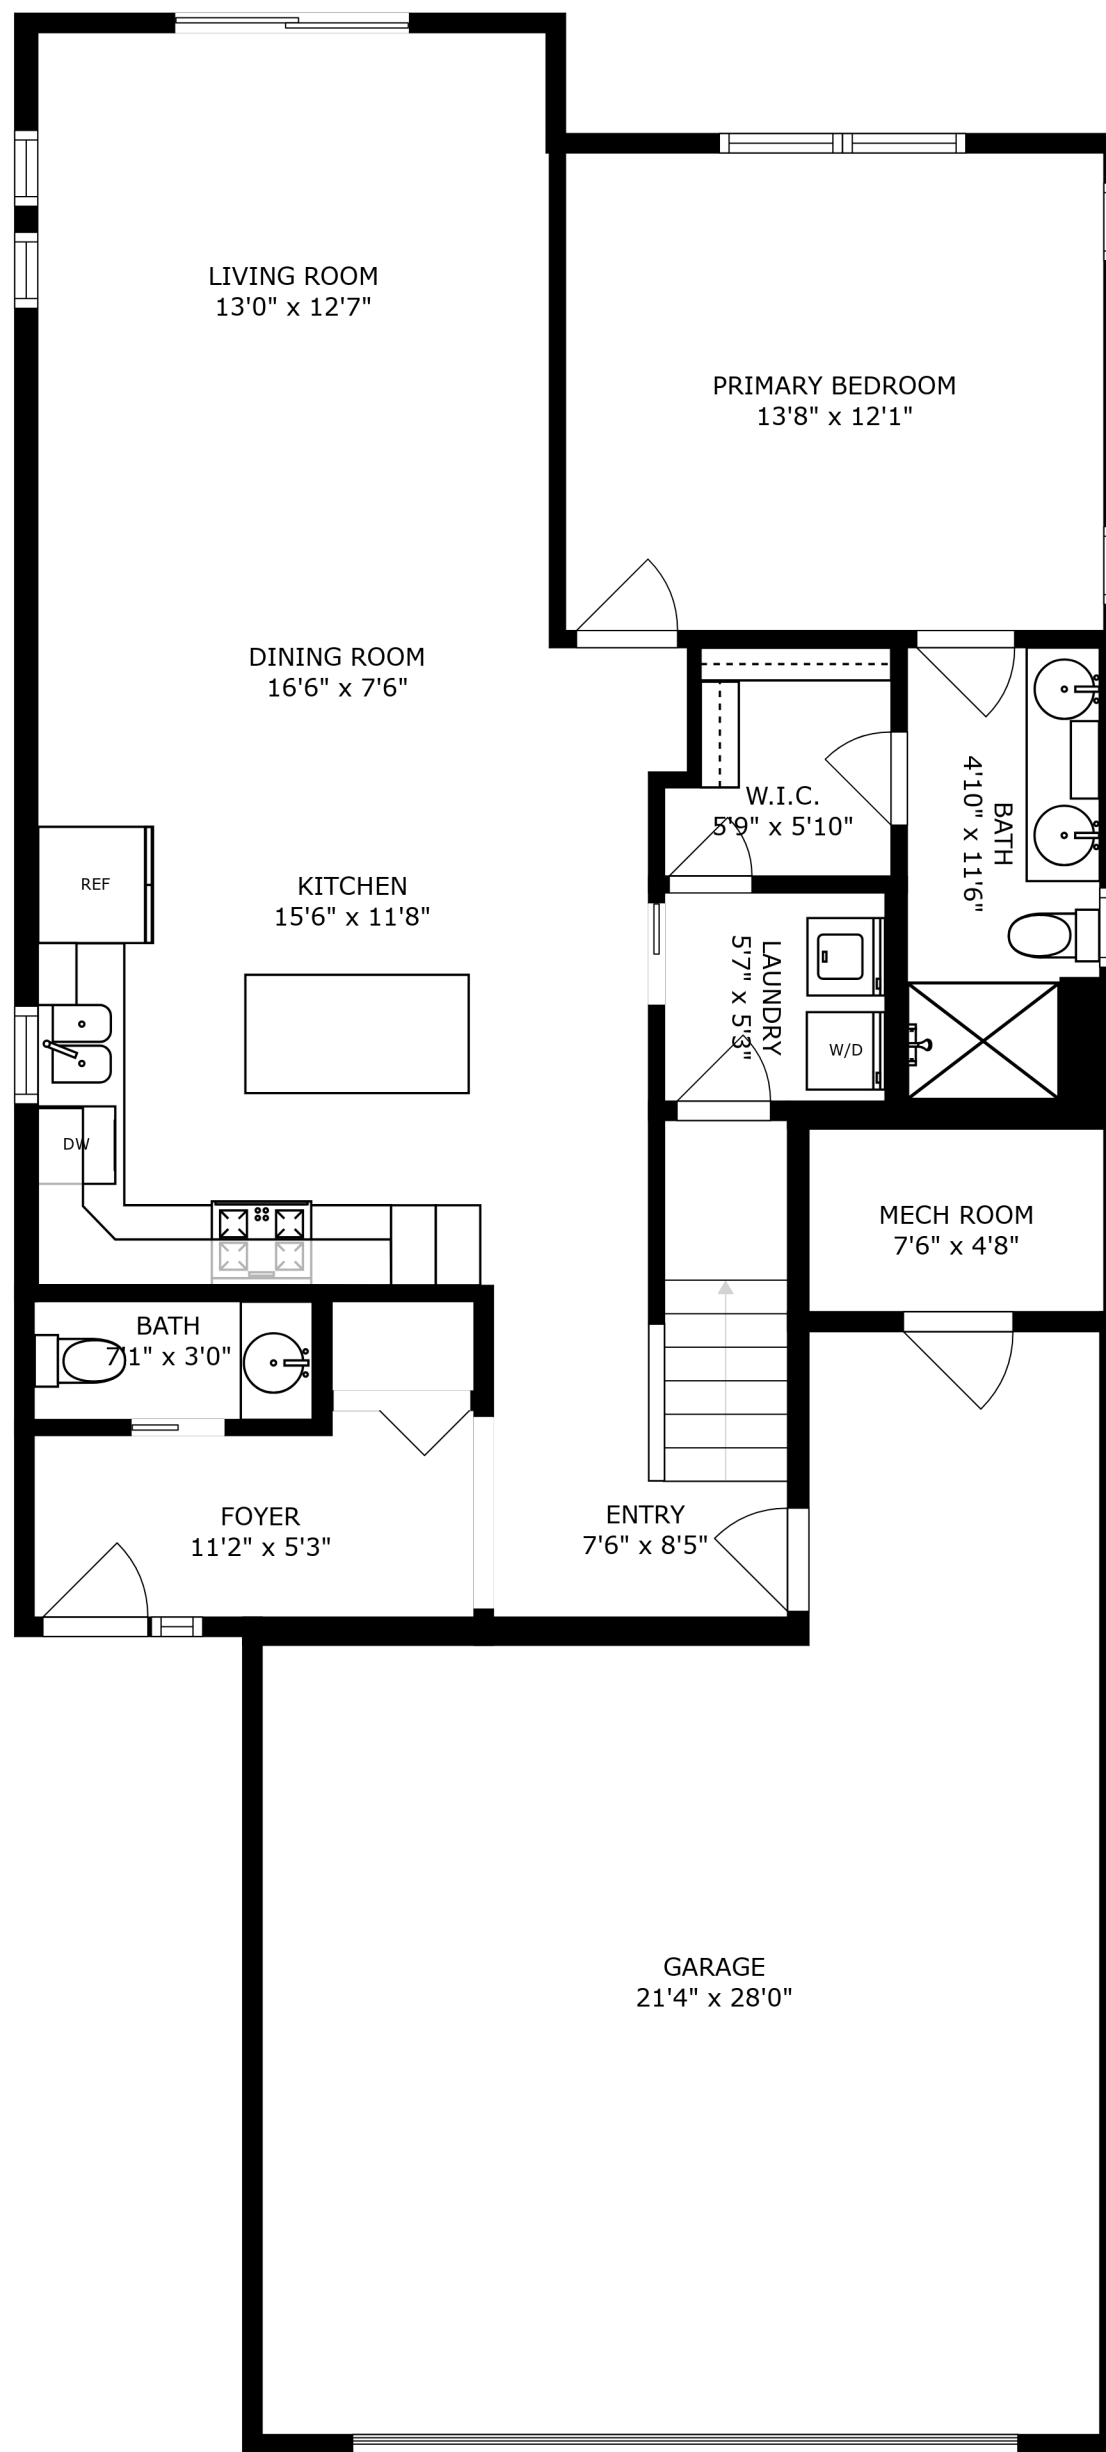 LIVING ROOM
13'0" x 12'7"
PRIMARY BEDROOM
13'8" x 12'1"
DINING ROOM
16'6" x 7'6"
W.I.C.
5'9" x 5'10"
BATH
4'10" x 11'6"
REF
KITCHEN
15'6" x 11'8"
LAUNDRY
5'7" x 5'3"
W/D
DW
MECH ROOM
7'6" x 4'8"
BATH
7'1" x 3'0"
FOYER
11'2" x 5'3"
ENTRY
7'6" x 8'5"
GARAGE
21'4" x 28'0"